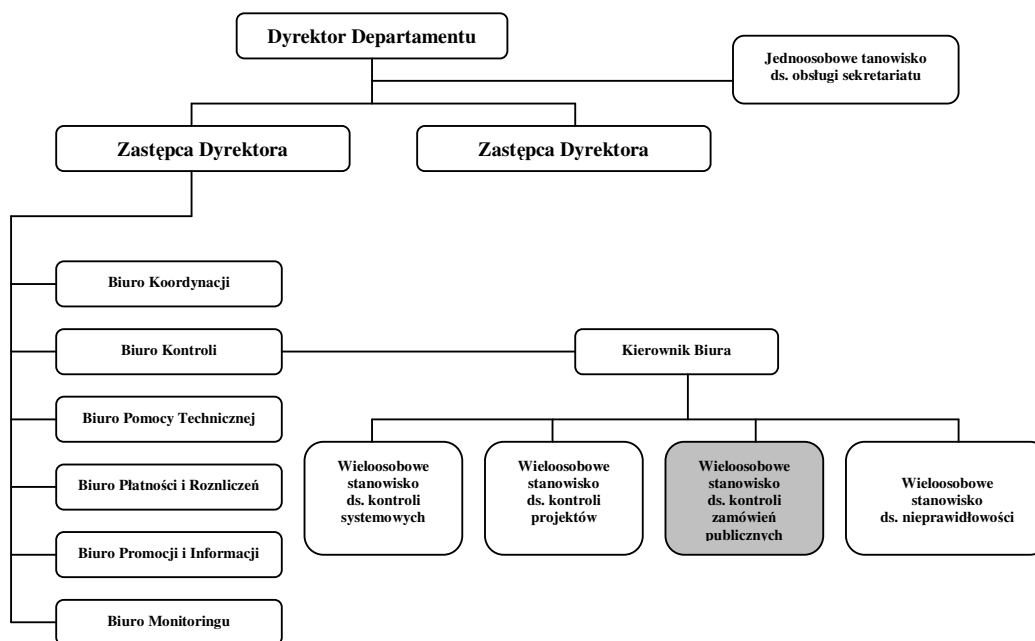 Dyrektor Departamentu
Jednoosobowe tanowisko
ds. obsługi sekretariatu
Zastępca Dyrektora
Zastępca Dyrektora
Biuro Koordynacji
Biuro Kontroli
Kierownik Biura
Biuro Pomocy Technicznej
Wieloosobowe
stanowisko
ds. kontroli
systemowych
Wieloosobowe
stanowisko
ds. kontroli
projektów
Wieloosobowe
stanowisko
ds. kontroli
zamówień
publicznych
Wieloosobowe
stanowisko
ds. nieprawidłowości
Biuro Płatności i Roznliczeń
Biuro Promocji i Informacji
Biuro Monitoringu